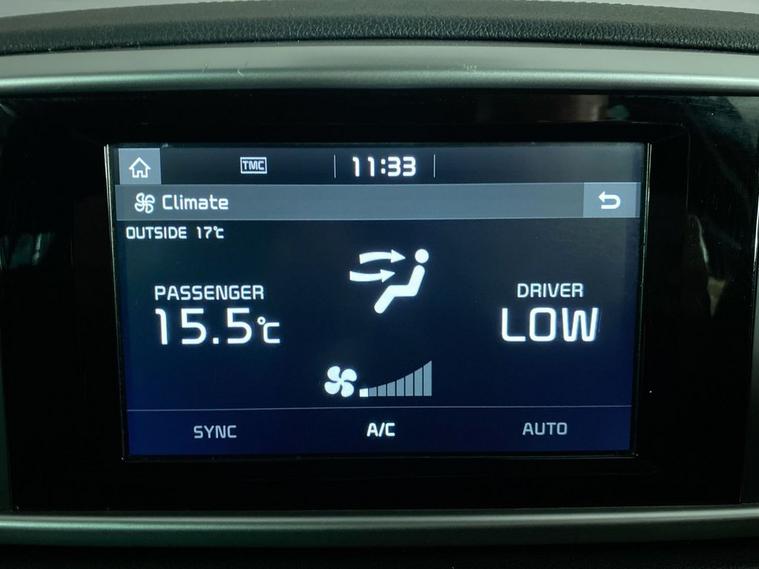 TMC 11:33
Climate
OUTSIDE 17℃
PASSENGER DRIVER
15.5℃ LOW
SYNC A/C AUTO